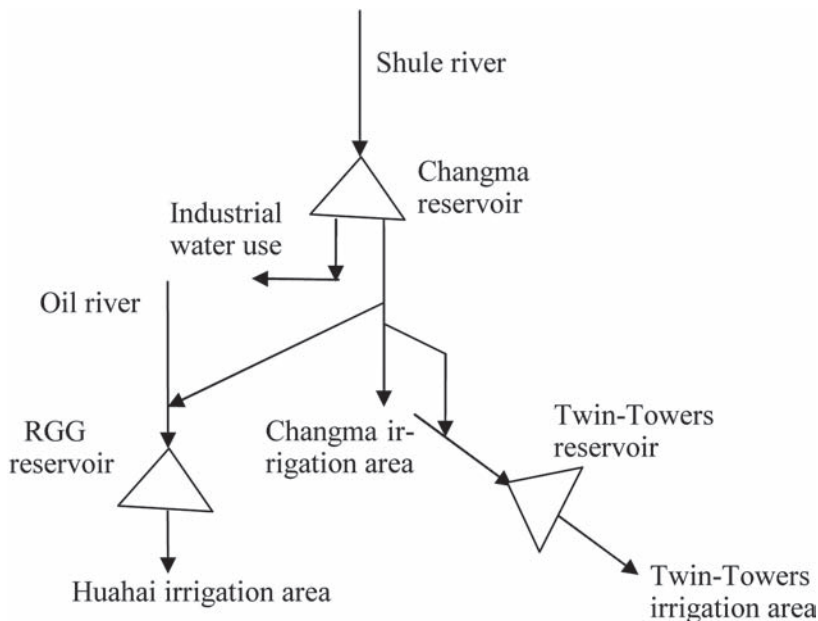 Shule river
Changma
reservoir
Industrial
water use
Oil river
RGG
reservoir
Changma ir-
rigation area
Twin-Towers
reservoir
Huahai irrigation area
Twin-Towers
irrigation area